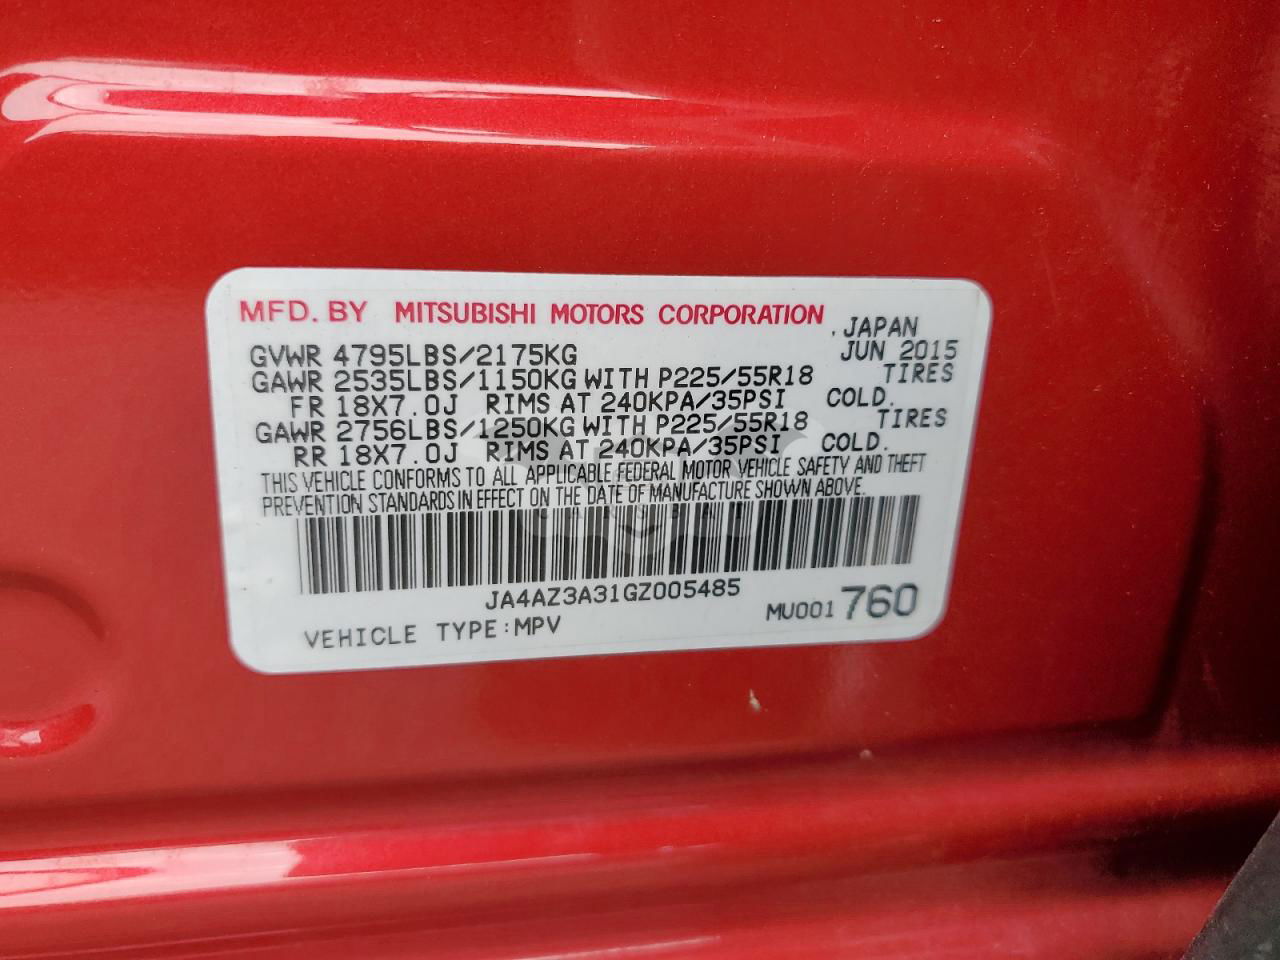 MFD. BY MITSUBISHI MOTORS CORPORATION, JAPAN
GVWR 4795LBS/2175KG JUN 2015
GAWR 2535LBS/1150KG WITH P225/55R18 TIRES
FR 18X7.0J RIMS AT 240KPA/35PSI COLD.
GAWR 2756LBS/1250KG WITH P225/55R18 TIRES
RR 18X7.0J RIMS AT 240KPA/35PSI COLD.
THIS VEHICLE CONFORMS TO ALL APPLICABLE FEDERAL MOTOR VEHICLE SAFETY AND THEFT
PREVENTION STANDARDS IN EFFECT ON THE DATE OF MANUFACTURE SHOWN ABOVE.
JA4AZ3A31GZ005485
VEHICLE TYPE:MPV MU001 760